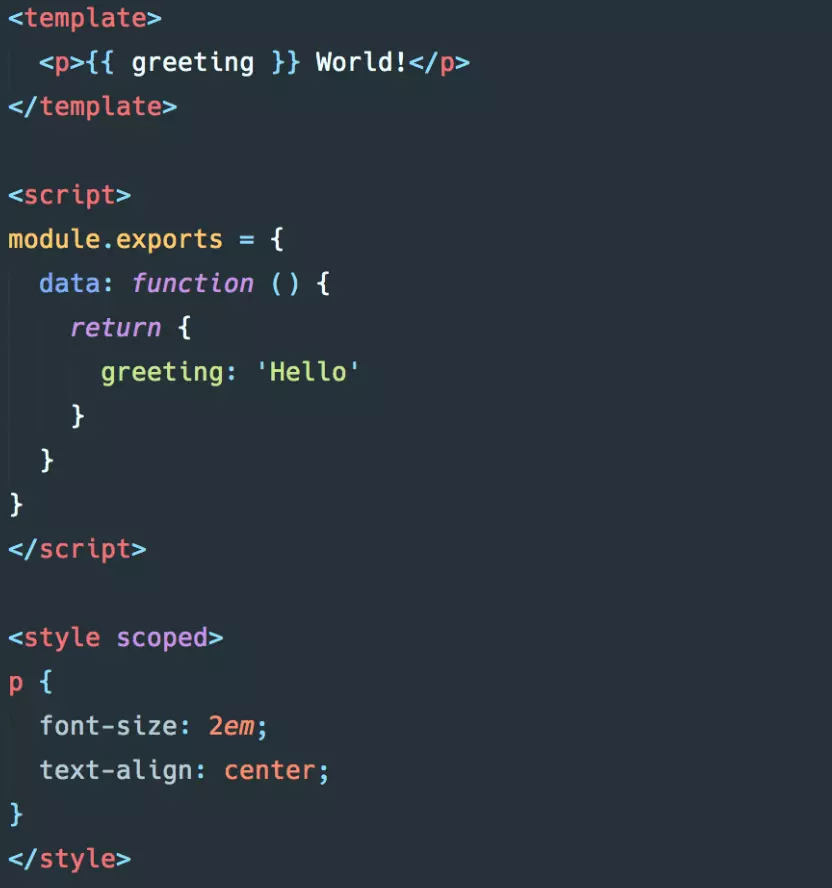 <template>
  <p>{{ greeting }} World!</p>
</template>

<script>
module.exports = {
  data: function () {
    return {
      greeting: 'Hello'
    }
  }
}
</script>

<style scoped>
p {
  font-size: 2em;
  text-align: center;
}
</style>